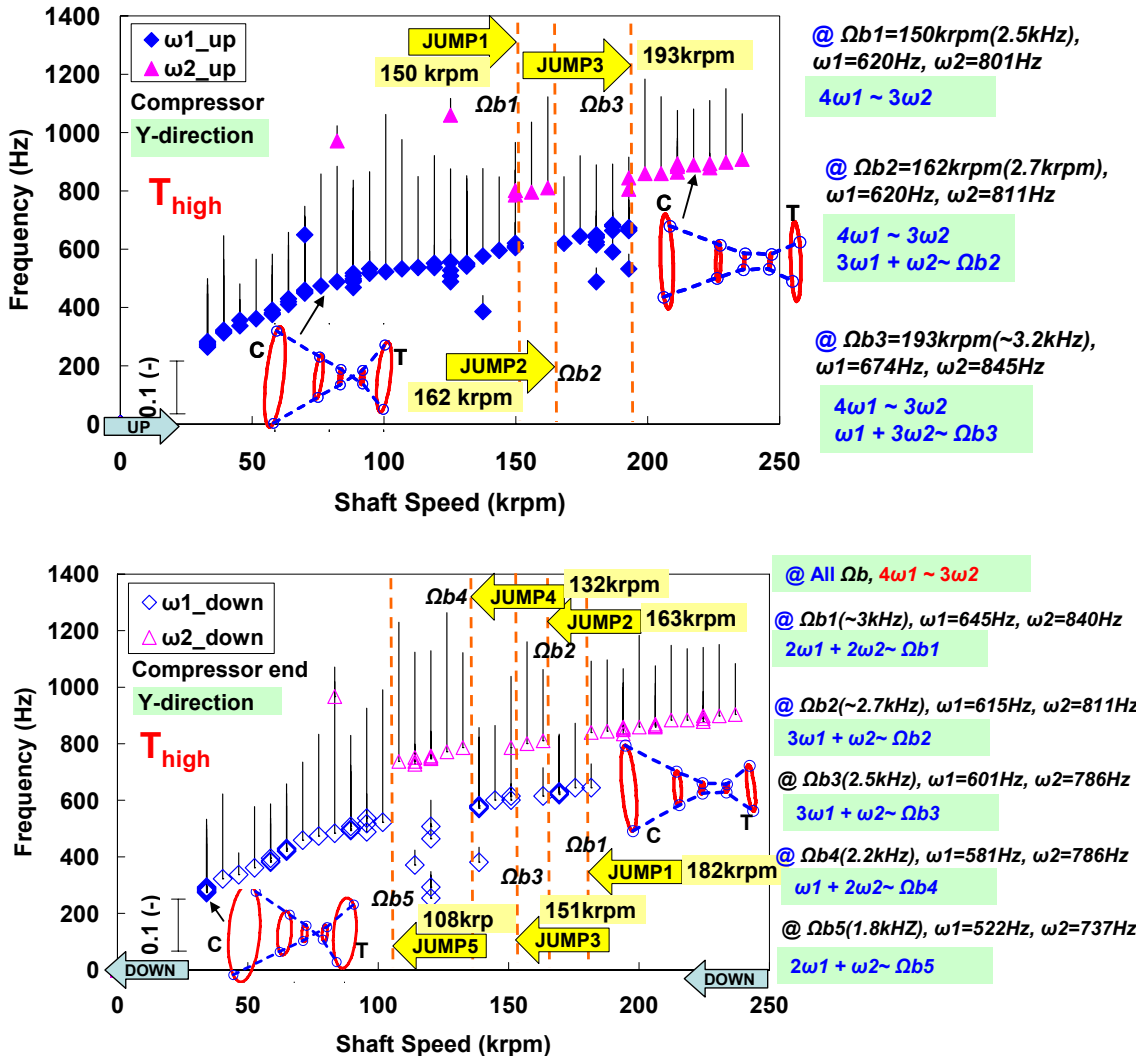 1400
1200
1000
800
600
400
200
0
Frequency (Hz)
ω1_up
ω2_up
Compressor
Y-direction
T high
JUMP1
150 krpm
JUMP3
193krpm
Ωb1
Ωb3
C
T
C
T
JUMP2
Ωb2
162 krpm
0.1 (-)
UP
0 50 100 150 200 250
Shaft Speed (krpm)
@ Ωb1=150krpm(2.5kHz),
ω1=620Hz, ω2=801Hz
4ω1 ~ 3ω2
@ Ωb2=162krpm(2.7krpm),
ω1=620Hz, ω2=811Hz
4ω1 ~ 3ω2
3ω1 + ω2~ Ωb2
@ Ωb3=193krpm(~3.2kHz),
ω1=674Hz, ω2=845Hz
4ω1 ~ 3ω2
ω1 + 3ω2~ Ωb3
1400
1200
1000
800
600
400
200
0
Frequency (Hz)
ω1_down
ω2_down
Compressor end
Y-direction
T high
Ωb4
JUMP4
132krpm
JUMP2
163krpm
Ωb2
C
T
Ωb1
JUMP1
182krpm
Ωb3
151krpm
JUMP3
Ωb5
108krp
JUMP5
C
T
0.1 (-)
DOWN
DOWN
0 50 100 150 200 250
Shaft Speed (krpm)
@ All Ωb, 4ω1 ~ 3ω2
@ Ωb1(~3kHz), ω1=645Hz, ω2=840Hz
2ω1 + 2ω2~ Ωb1
@ Ωb2(~2.7kHz), ω1=615Hz, ω2=811Hz
3ω1 + ω2~ Ωb2
@ Ωb3(2.5kHz), ω1=601Hz, ω2=786Hz
3ω1 + ω2~ Ωb3
@ Ωb4(2.2kHz), ω1=581Hz, ω2=786Hz
ω1 + 2ω2~ Ωb4
@ Ωb5(1.8kHZ), ω1=522Hz, ω2=737Hz
2ω1 + ω2~ Ωb5